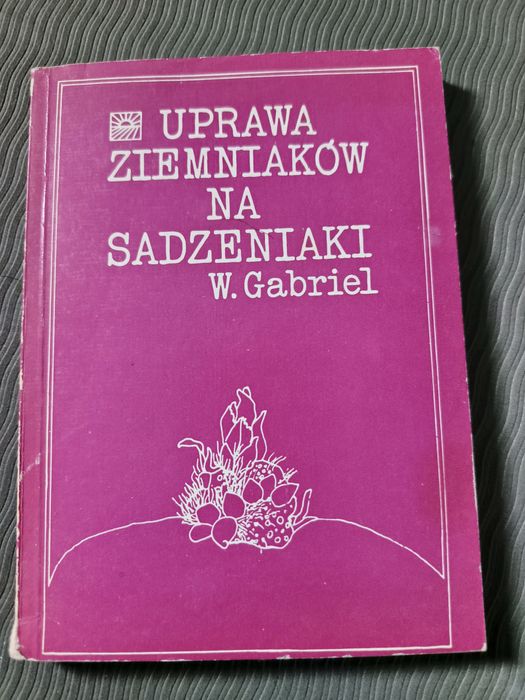 UPRAWA
ZIEMNIAKÓW
NA
SADZENIAKI
W. Gabriel